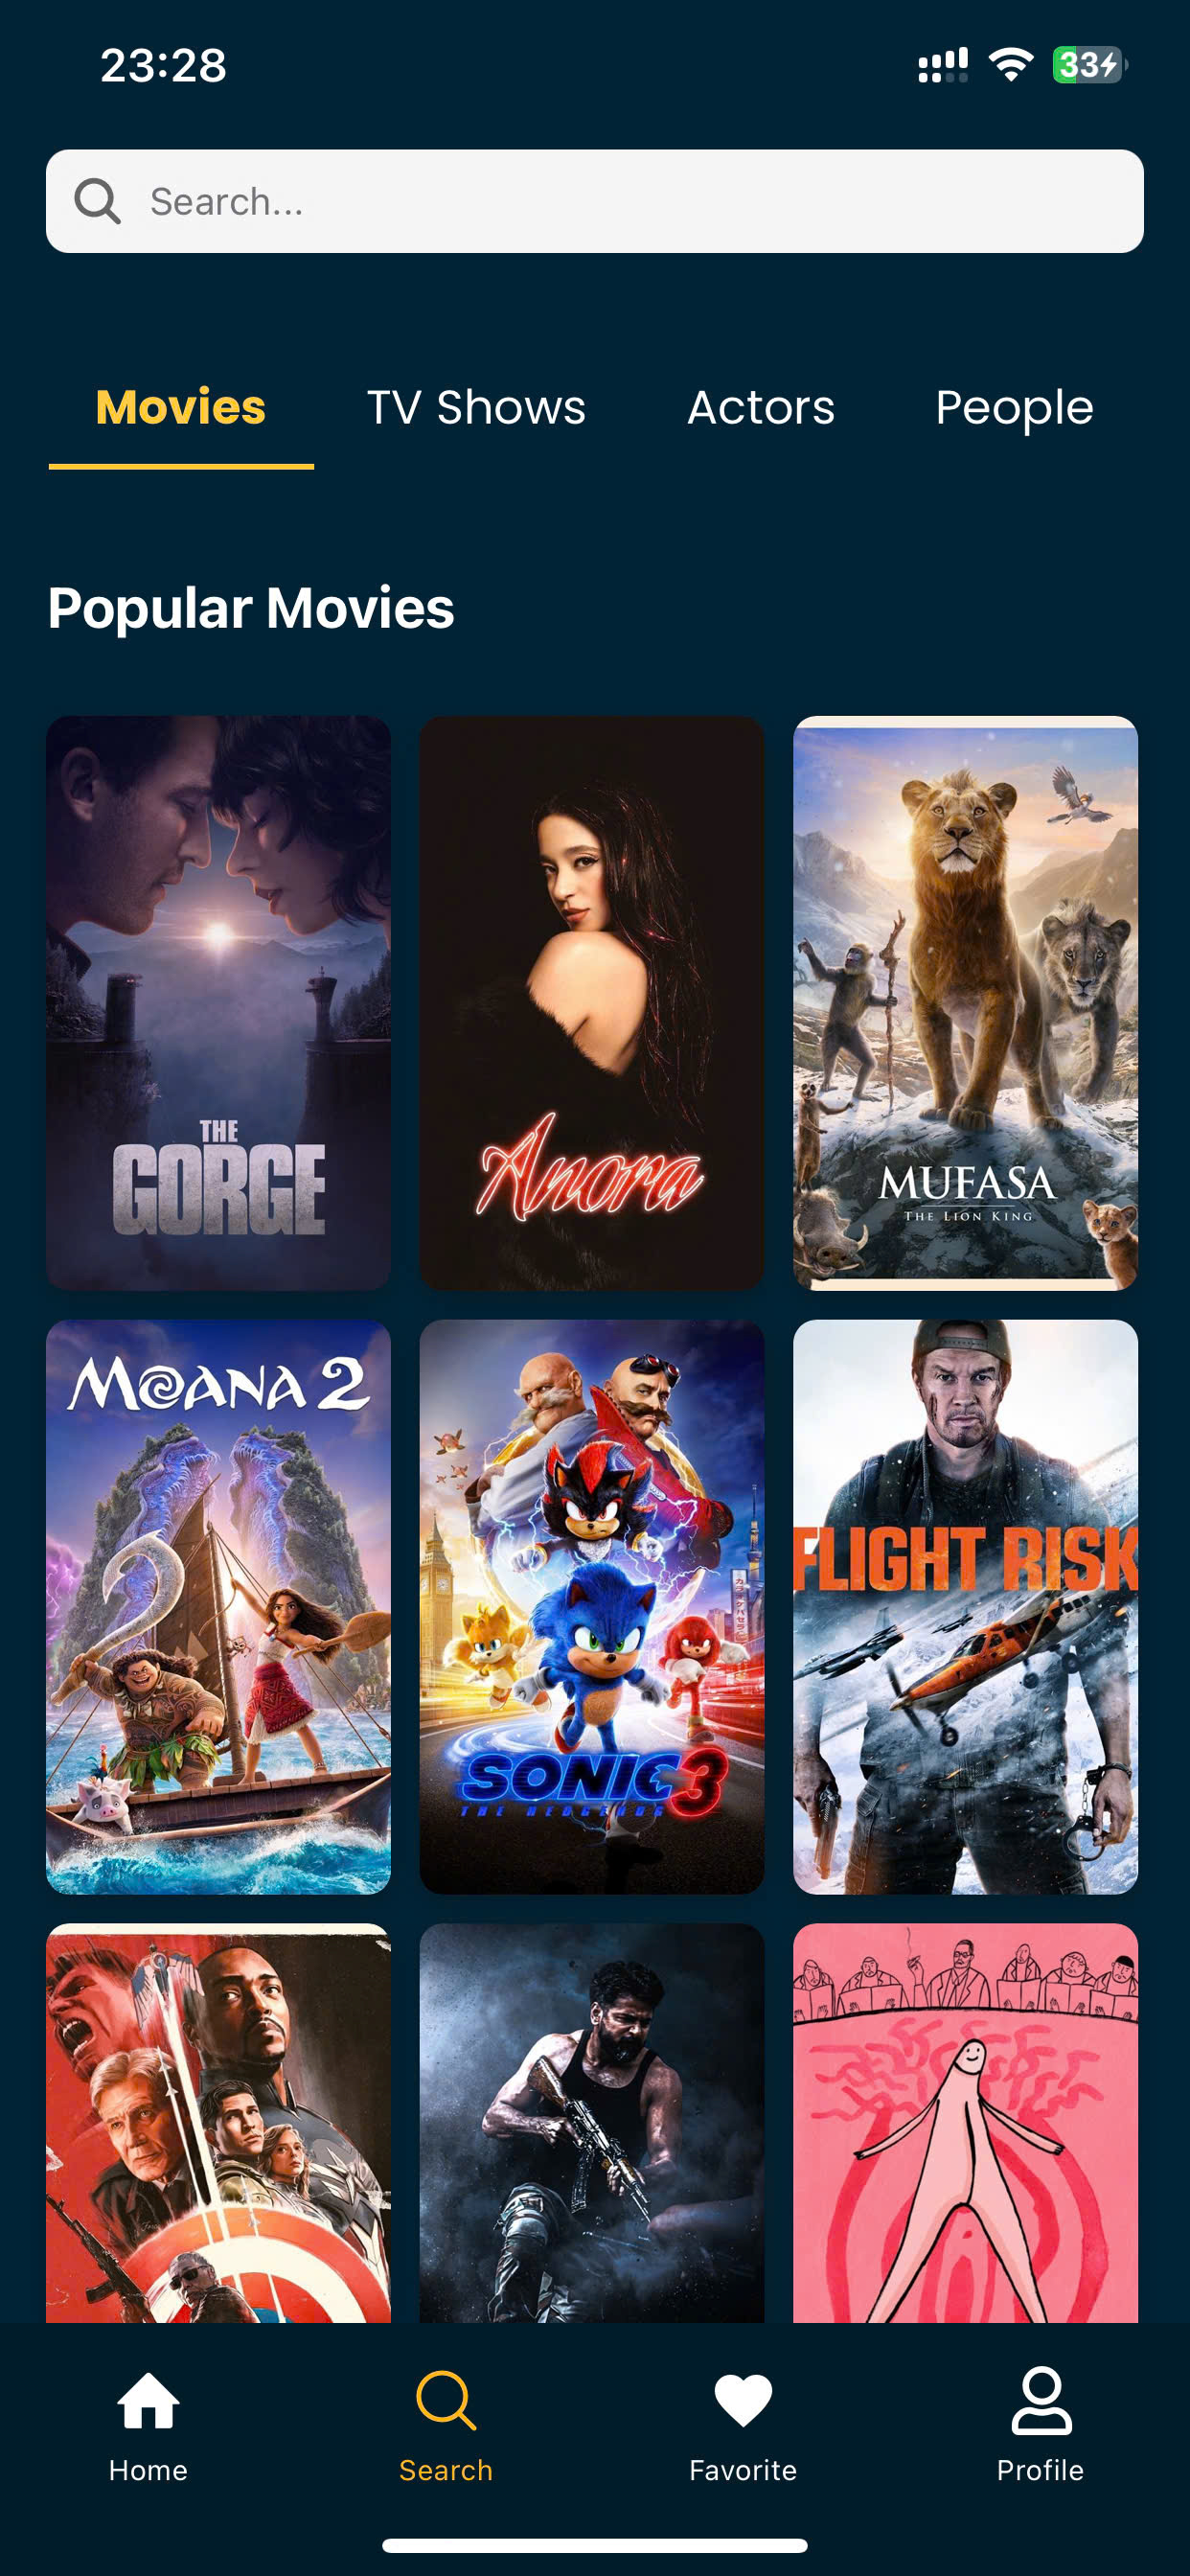 23:28
33
Search...
Movies
TV Shows
Actors
People
Popular Movies
THE
GORGE
Anora
MUFASA
THE LION KING
MOANA 2
SONIC 3
THE HEDGEHOG
FLIGHT RISK
Home
Search
Favorite
Profile